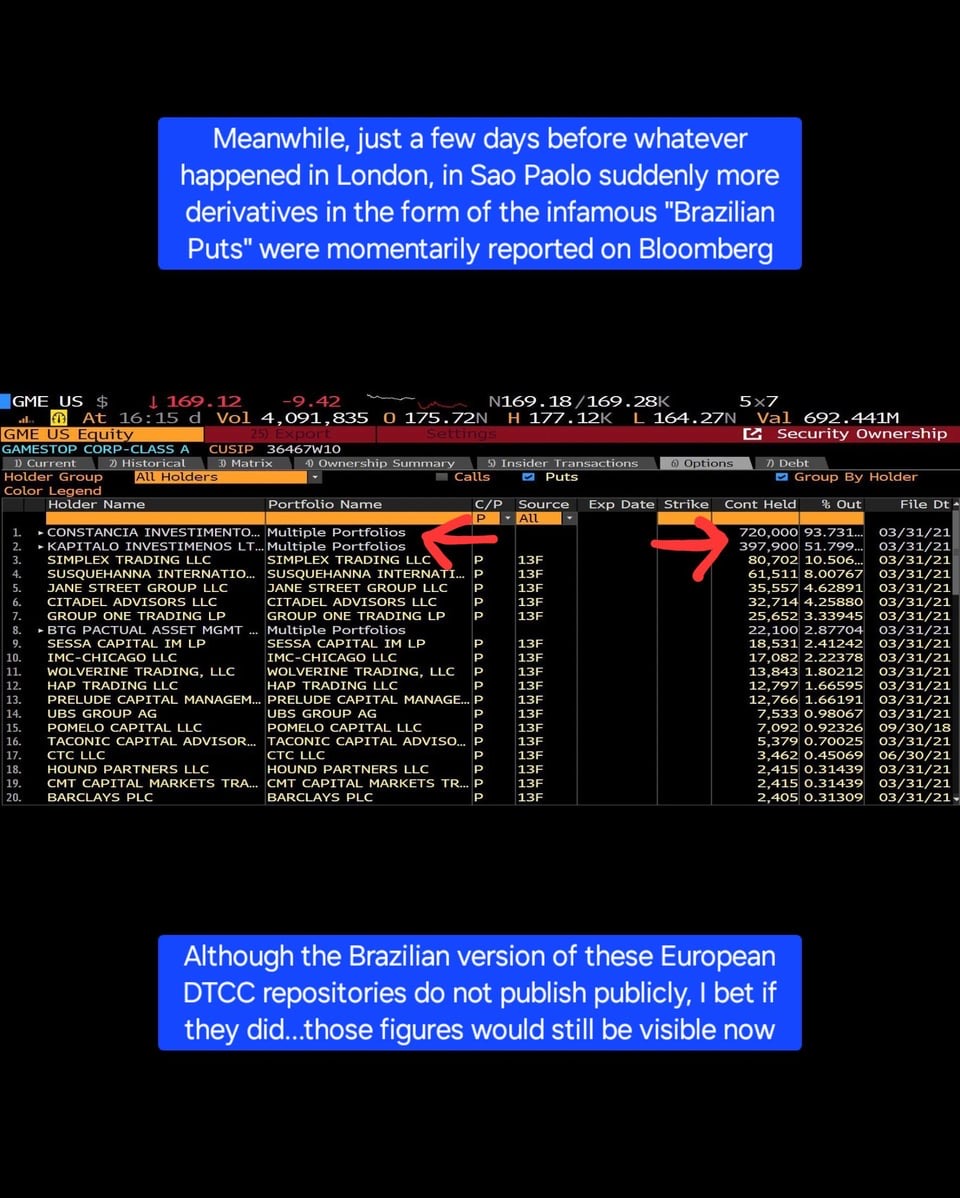 Meanwhile, just a few days before whatever
happened in London, in Sao Paolo suddenly more
derivatives in the form of the infamous "Brazilian
Puts" were momentarily reported on Bloomberg
GME US $ ↓ 169.12 -9.42 N169.18/169.28K 5x7
At 16:15 d Vol 4,091,835 O 175.72N H 177.12K L 164.27N Val 692.441M
GME US Equity 25) Export Settings Security Ownership
GAMESTOP CORP-CLASS A CUSIP 36467W10
1) Current 2) Historical 3) Matrix 4) Ownership Summary 5) Insider Transactions 6) Options 7) Debt
Holder Group All Holders Calls Puts Group By Holder
Color Legend
Holder Name Portfolio Name C/P Source Exp Date Strike Cont Held % Out File Dt
P All
1. CONSTANCIA INVESTIMENTO... Multiple Portfolios 720,000 93.731... 03/31/21
2. KAPITALO INVESTIMENOS LT... Multiple Portfolios 397,900 51.799... 03/31/21
3. SIMPLEX TRADING LLC SIMPLEX TRADING LLC P 13F 80,702 10.506... 03/31/21
4. SUSQUEHANNA INTERNATIO... SUSQUEHANNA INTERNATI... P 13F 61,511 8.00767 03/31/21
5. JANE STREET GROUP LLC JANE STREET GROUP LLC P 13F 35,557 4.62891 03/31/21
6. CITADEL ADVISORS LLC CITADEL ADVISORS LLC P 13F 32,714 4.25880 03/31/21
7. GROUP ONE TRADING LP GROUP ONE TRADING LP P 13F 25,652 3.33945 03/31/21
8. BTG PACTUAL ASSET MGMT ... Multiple Portfolios 22,100 2.87704 03/31/21
9. SESSA CAPITAL IM LP SESSA CAPITAL IM LP P 13F 18,531 2.41242 03/31/21
10. IMC-CHICAGO LLC IMC-CHICAGO LLC P 13F 17,082 2.22378 03/31/21
11. WOLVERINE TRADING, LLC WOLVERINE TRADING, LLC P 13F 13,843 1.80212 03/31/21
12. HAP TRADING LLC HAP TRADING LLC P 13F 12,797 1.66595 03/31/21
13. PRELUDE CAPITAL MANAGEM... PRELUDE CAPITAL MANAGE... P 13F 12,766 1.66191 03/31/21
14. UBS GROUP AG UBS GROUP AG P 13F 7,533 0.98067 03/31/21
15. POMELO CAPITAL LLC POMELO CAPITAL LLC P 13F 7,092 0.92326 09/30/18
16. TACONIC CAPITAL ADVISOR... TACONIC CAPITAL ADVISO... P 13F 5,379 0.70025 03/31/21
17. CTC LLC CTC LLC P 13F 3,462 0.45069 06/30/21
18. HOUND PARTNERS LLC HOUND PARTNERS LLC P 13F 2,415 0.31439 03/31/21
19. CMT CAPITAL MARKETS TRA... CMT CAPITAL MARKETS TR... P 13F 2,415 0.31439 03/31/21
20. BARCLAYS PLC BARCLAYS PLC P 13F 2,405 0.31309 03/31/21
Although the Brazilian version of these European
DTCC repositories do not publish publicly, I bet if
they did...those figures would still be visible now